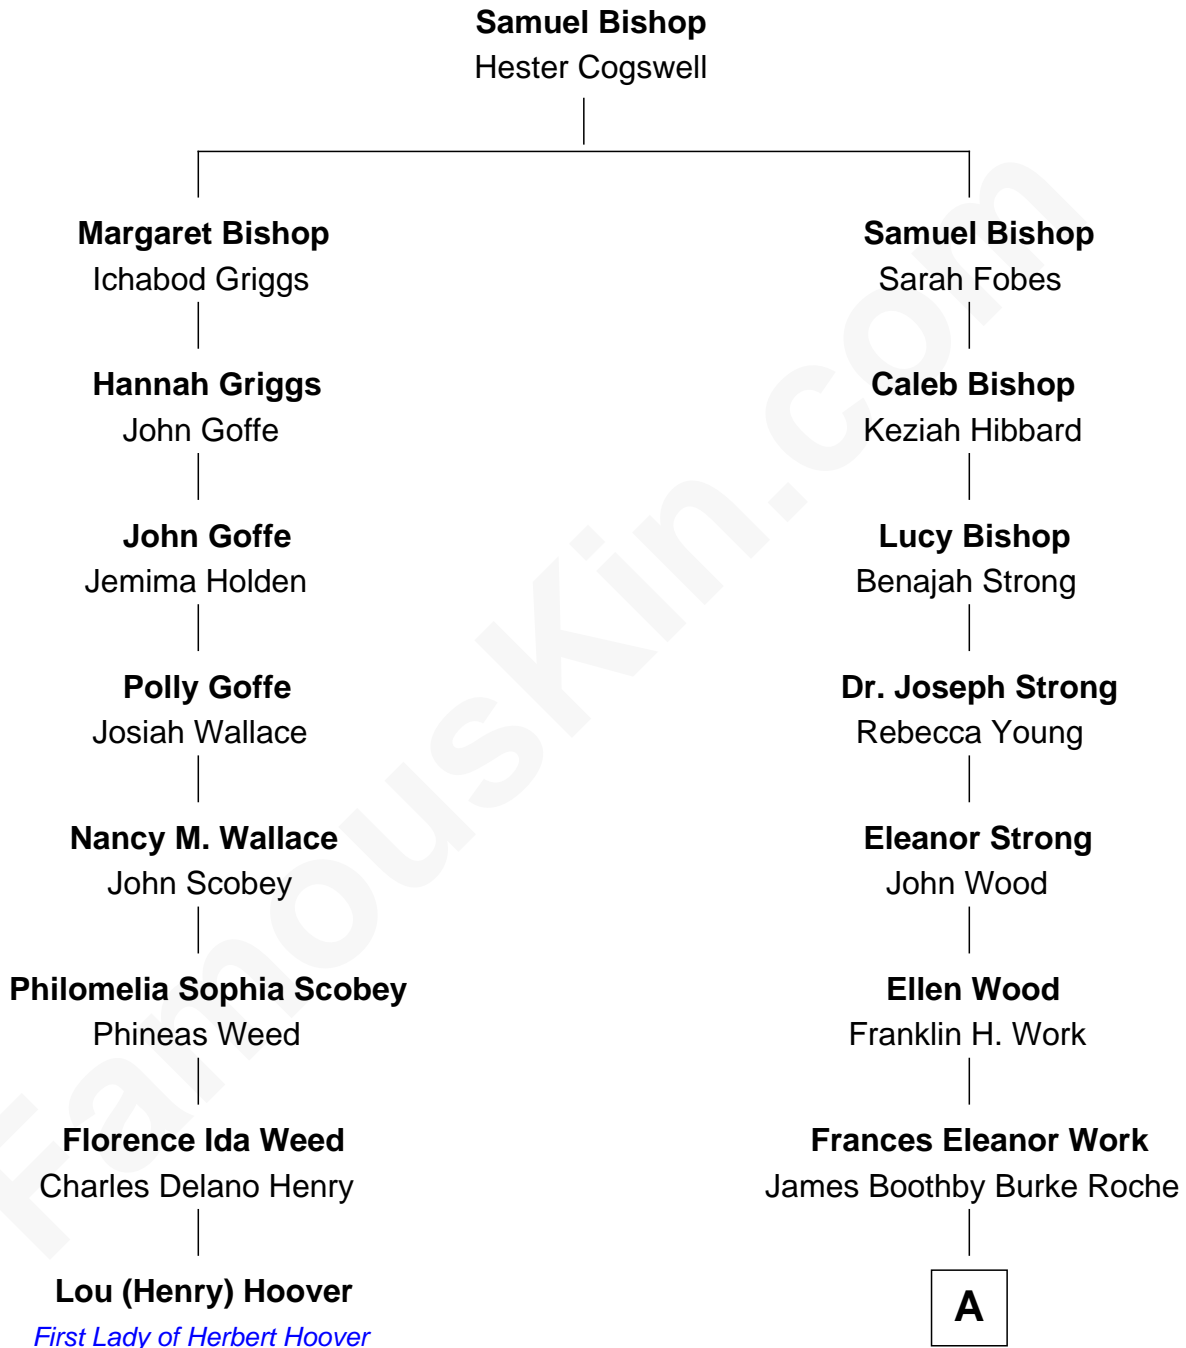 Samuel Bishop
Hester Cogswell
Margaret Bishop
Ichabod Griggs
Samuel Bishop
Sarah Fobes
Hannah Griggs
John Goffe
Caleb Bishop
Keziah Hibbard
John Goffe
Jemima Holden
Lucy Bishop
Benajah Strong
Polly Goffe
Josiah Wallace
Dr. Joseph Strong
Rebecca Young
Nancy M. Wallace
John Scobey
Eleanor Strong
John Wood
Philomelia Sophia Scobey
Phineas Weed
Ellen Wood
Franklin H. Work
Florence Ida Weed
Charles Delano Henry
Frances Eleanor Work
James Boothby Burke Roche
Lou (Henry) Hoover
First Lady of Herbert Hoover
A
FamousKin.com